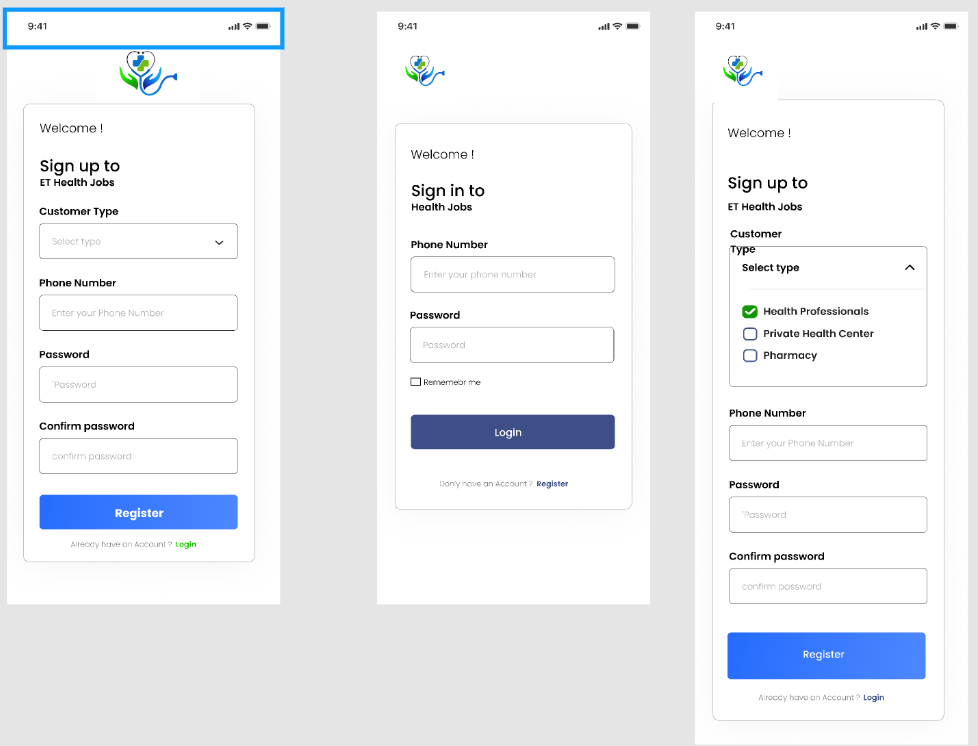 9:41
Welcome !
Sign up to
ET Health Jobs
Customer Type
Select type
Phone Number
Enter your Phone Number
Password
'Password
Confirm password
confirm password
Register
Already have an Account ? Login
9:41
Welcome !
Sign in to
Health Jobs
Phone Number
Enter your phone number
Password
Password
Rememebr me
Login
Don'y have an Account ? Register
9:41
Welcome !
Sign up to
ET Health Jobs
Customer
Type
Select type
Health Professionals
Private Health Center
Pharmacy
Phone Number
Enter your Phone Number
Password
'Password
Confirm password
confirm password
Register
Already have an Account ? Login